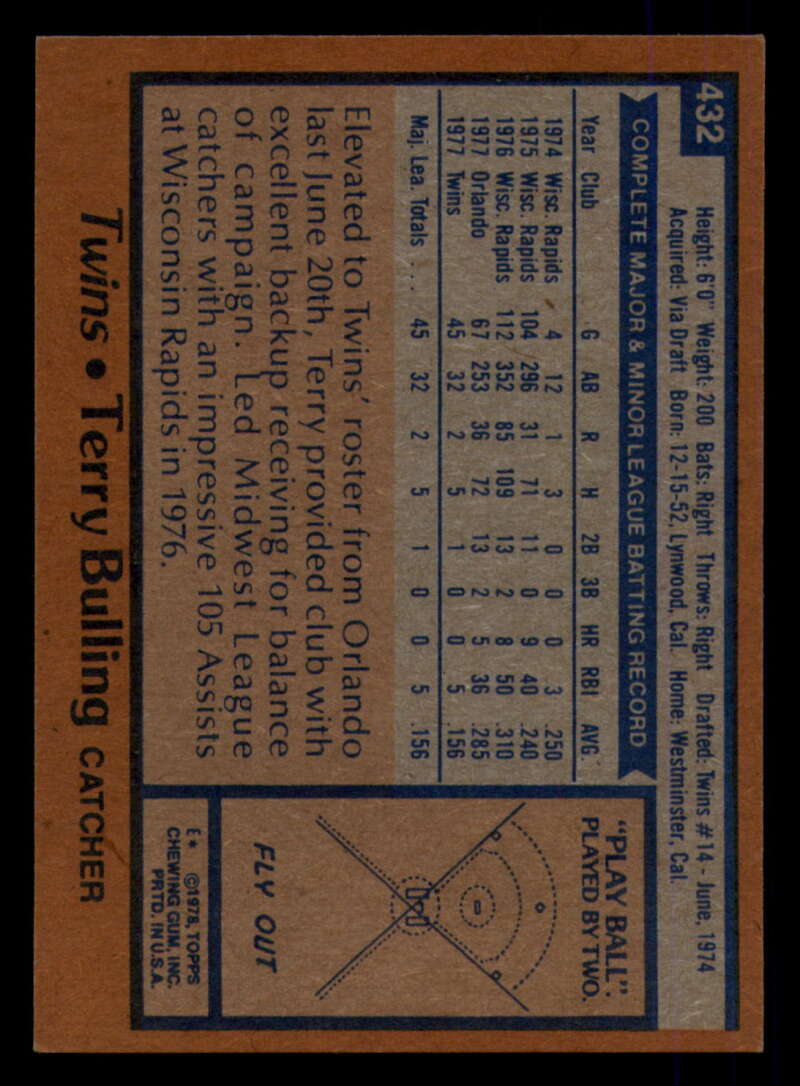 432
Height: 6'0" Weight: 200 Bats: Right Throws: Right Drafted: Twins #14 - June, 1974
Acquired: Via Draft Born: 12-15-52, Lynwood, Cal. Home: Westminster, Cal.
COMPLETE MAJOR & MINOR LEAGUE BATTING RECORD
Year Club G AB R H 2B 3B HR RBI AVG.
1974 Wisc. Rapids 4 12 1 3 0 0 0 3 .250
1975 Wisc. Rapids 104 296 31 71 11 0 9 40 .240
1976 Wisc. Rapids 112 352 85 109 13 2 8 50 .310
1977 Orlando 67 253 36 72 13 2 5 36 .285
1977 Twins 45 32 2 5 1 0 0 5 .156
Maj. Lea. Totals .... 45 32 2 5 1 0 0 5 .156
Elevated to Twins' roster from Orlando
last June 20th, Terry provided club with
excellent backup receiving for balance
of campaign. Led Midwest League
catchers with an impressive 105 Assists
at Wisconsin Rapids in 1976.
"PLAY BALL".
PLAYED BY TWO.
FLY OUT
E* ©1978, TOPPS
CHEWING GUM, INC.
PRTD. IN U.S.A.
Twins • Terry Bulling CATCHER